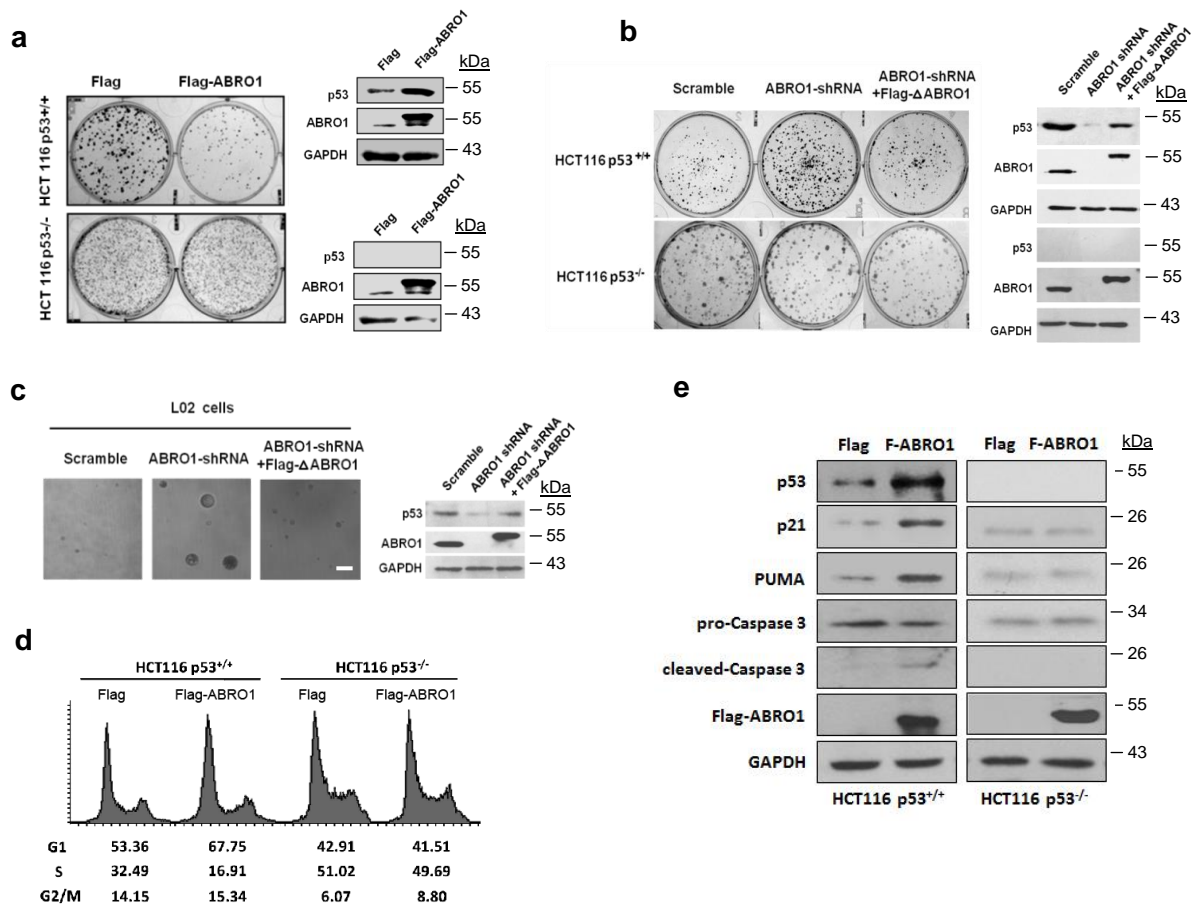 a
Flag Flag-ABRO1
HCT 116 p53+/+
HCT 116 p53-/-
Flag Flag-ABRO1 kDa
p53 – 55
ABRO1 – 55
GAPDH – 43
Flag Flag-ABRO1 kDa
p53 – 55
ABRO1 – 55
GAPDH – 43
b
Scramble ABRO1-shRNA ABRO1-shRNA
+Flag-ΔABRO1
HCT116 p53+/+
HCT116 p53-/-
Scramble ABRO1 shRNA ABRO1 shRNA
+ Flag-ΔABRO1 kDa
p53 – 55
ABRO1 – 55
GAPDH – 43
p53 – 55
ABRO1 – 55
GAPDH – 43
c
L02 cells
Scramble ABRO1-shRNA ABRO1-shRNA
+Flag-ΔABRO1
Scramble ABRO1 shRNA ABRO1 shRNA
+ Flag-ΔABRO1 kDa
p53 – 55
ABRO1 – 55
GAPDH – 43
d
HCT116 p53+/+ HCT116 p53-/-
Flag Flag-ABRO1 Flag Flag-ABRO1
G1 53.36 67.75 42.91 41.51
S 32.49 16.91 51.02 49.69
G2/M 14.15 15.34 6.07 8.80
e
Flag F-ABRO1 Flag F-ABRO1 kDa
p53 – 55
p21 – 26
PUMA – 26
pro-Caspase 3 – 34
cleaved-Caspase 3 – 26
Flag-ABRO1 – 55
GAPDH – 43
HCT116 p53+/+ HCT116 p53-/-